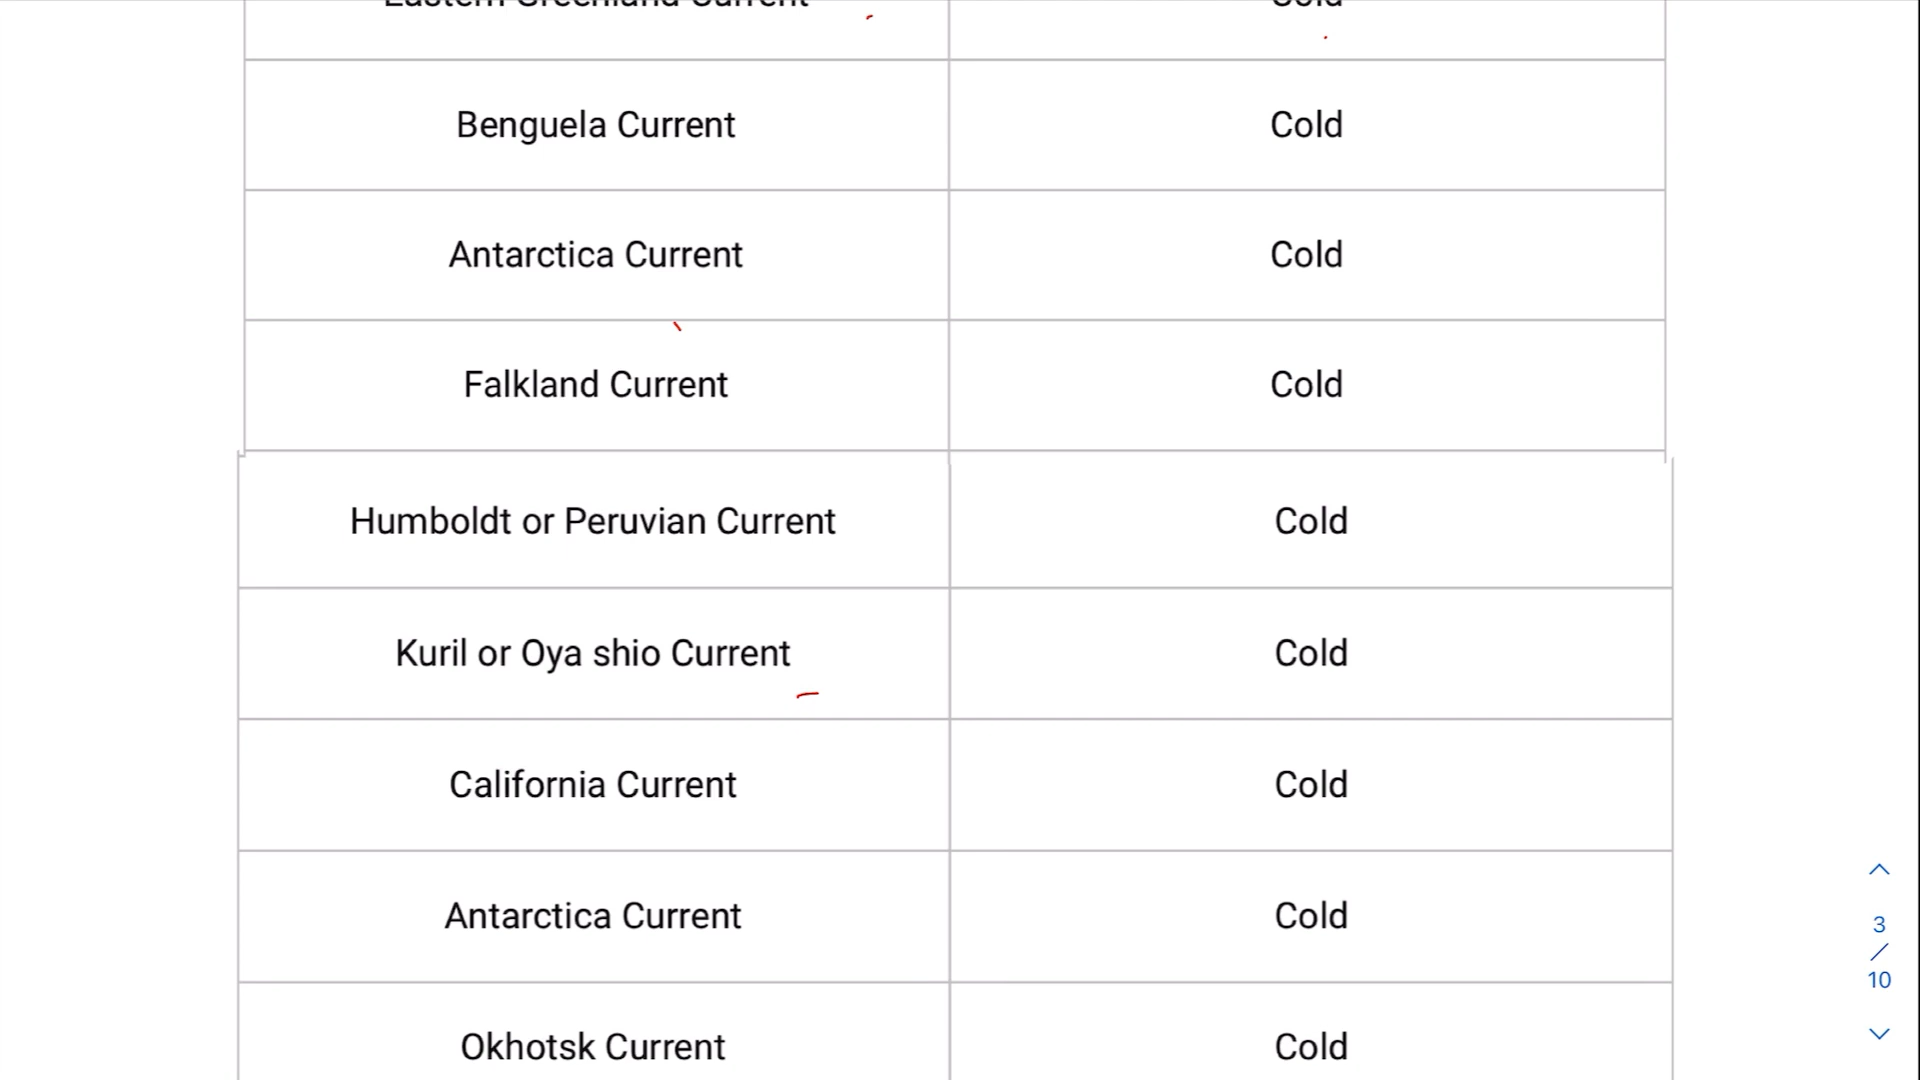 Eastern Greenland Current Cold
Benguela Current Cold
Antarctica Current Cold
Falkland Current Cold
Humboldt or Peruvian Current Cold
Kuril or Oya shio Current Cold
California Current Cold
Antarctica Current Cold
Okhotsk Current Cold
3
/
10